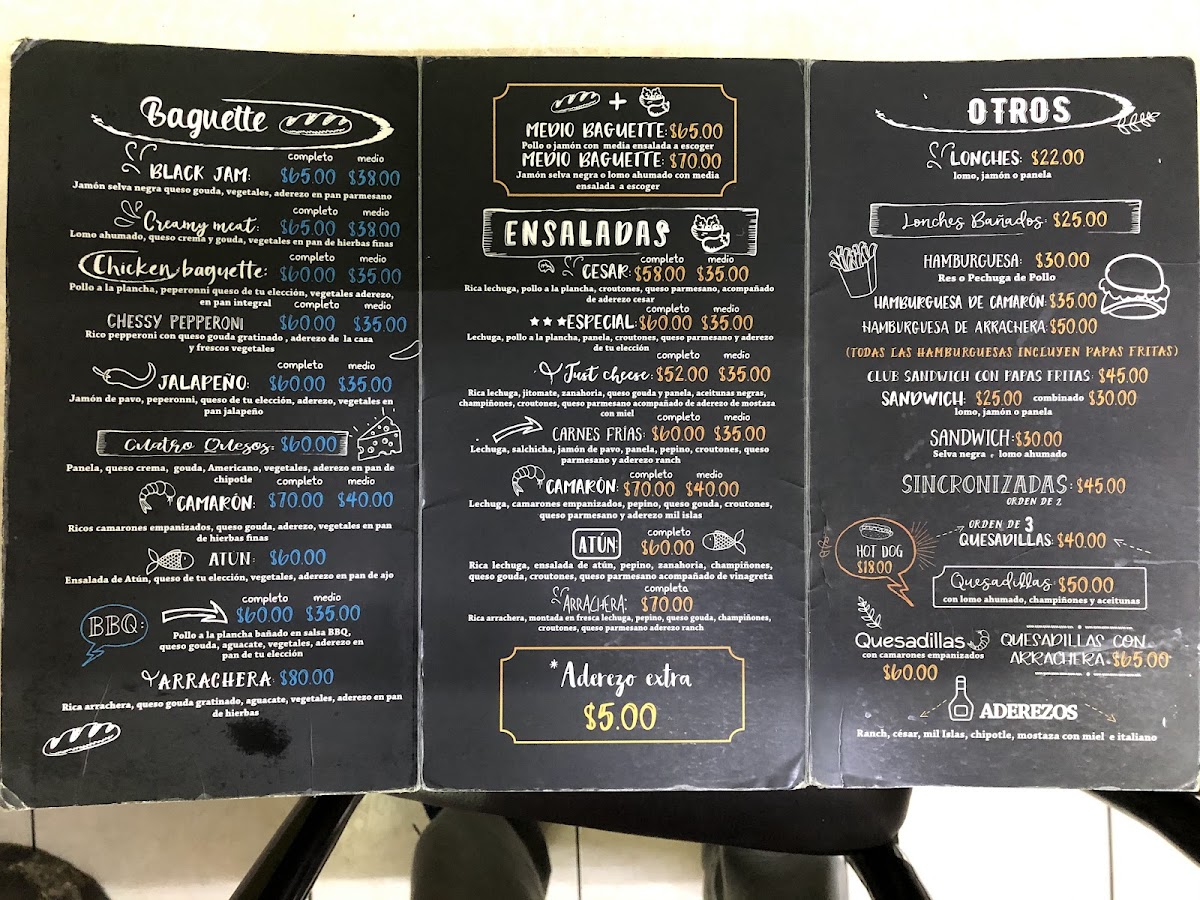 Baguette
completo medio
BLACK JAM: $65.00 $38.00
Jamón selva negra queso gouda, vegetales, aderezo en pan parmesano
completo medio
Creamy meat: $65.00 $38.00
Lomo ahumado, queso crema y gouda, vegetales en pan de hierbas finas
completo medio
Chicken baguette: $60.00 $35.00
Pollo a la plancha, peperonni queso de tu elección, vegetales aderezo,
en pan integral
completo medio
CHESSY PEPPERONI $60.00 $35.00
Rico pepperoni con queso gouda gratinado , aderezo de la casa
y frescos vegetales
completo medio
JALAPEÑO: $60.00 $35.00
Jamón de pavo, peperonni, queso de tu elección, aderezo, vegetales en
pan jalapeño
Cuatro Quesos: $60.00
Panela, queso crema, gouda, Americano, vegetales, aderezo en pan de
chipotle
completo medio
CAMARÓN: $70.00 $40.00
Ricos camarones empanizados, queso gouda, aderezo, vegetales en pan
de hierbas finas
ATUN: $60.00
Ensalada de Atún, queso de tu elección, vegetales, aderezo en pan de ajo
completo medio
BBQ: $60.00 $35.00
Pollo a la plancha bañado en salsa BBQ,
queso gouda, aguacate, vegetales, aderezo en
pan de tu elección
ARRACHERA: $80.00
Rica arrachera, queso gouda gratinado, aguacate, vegetales, aderezo en pan
de hierbas
+
MEDIO BAGUETTE: $65.00
Pollo o jamón con media ensalada a escoger
MEDIO BAGUETTE: $70.00
Jamón selva negra o lomo ahumado con media
ensalada a escoger
ENSALADAS
completo medio
CESAR: $58.00 $35.00
Rica lechuga, pollo a la plancha, croutones, queso parmesano, acompañado
de aderezo cesar
completo medio
***ESPECIAL: $60.00 $35.00
Lechuga, pollo a la plancha, panela, croutones, queso parmesano y aderezo
de tu elección
completo medio
Just cheese: $52.00 $35.00
Rica lechuga, jitomate, zanahoria, queso gouda y panela, aceitunas negras,
champiñones, croutones, queso parmesano acompañado de aderezo de mostaza
con miel
completo medio
CARNES FRÍAS: $60.00 $35.00
Lechuga, salchicha, jamón de pavo, panela, pepino, croutones, queso
parmesano y aderezo ranch
completo medio
CAMARÓN: $70.00 $40.00
Lechuga, camarones empanizados, pepino, queso gouda, croutones,
queso parmesano y aderezo mil islas
completo
ATÚN: $60.00
Rica lechuga, ensalada de atún, pepino, zanahoria, champiñones,
queso gouda, croutones, queso parmesano acompañado de vinagreta
completo
ARRACHERA: $70.00
Rica arrachera, montada en fresca lechuga, pepino, queso gouda, champiñones,
croutones, queso parmesano aderezo ranch
*Aderezo extra
$5.00
OTROS
LONCHES: $22.00
lomo, jamón o panela
Lonches Bañados: $25.00
HAMBURGUESA: $30.00
Res o Pechuga de Pollo
HAMBURGUESA DE CAMARÓN: $35.00
HAMBURGUESA DE ARRACHERA: $50.00
(TODAS LAS HAMBURGUESAS INCLUYEN PAPAS FRITAS)
CLUB SANDWICH CON PAPAS FRITAS: $45.00
SANDWICH: $25.00 combinado $30.00
lomo, jamón o panela
SANDWICH: $30.00
Selva negra , lomo ahumado
SINCRONIZADAS: $45.00
ORDEN DE 2
HOT DOG
$18.00
ORDEN DE 3
QUESADILLAS: $40.00
Quesadillas: $50.00
con lomo ahumado, champiñones y aceitunas
Quesadillas
con camarones empanizados
$60.00
QUESADILLAS CON
ARRACHERA: $65.00
ADEREZOS
Ranch, césar, mil Islas, chipotle, mostaza con miel e italiano